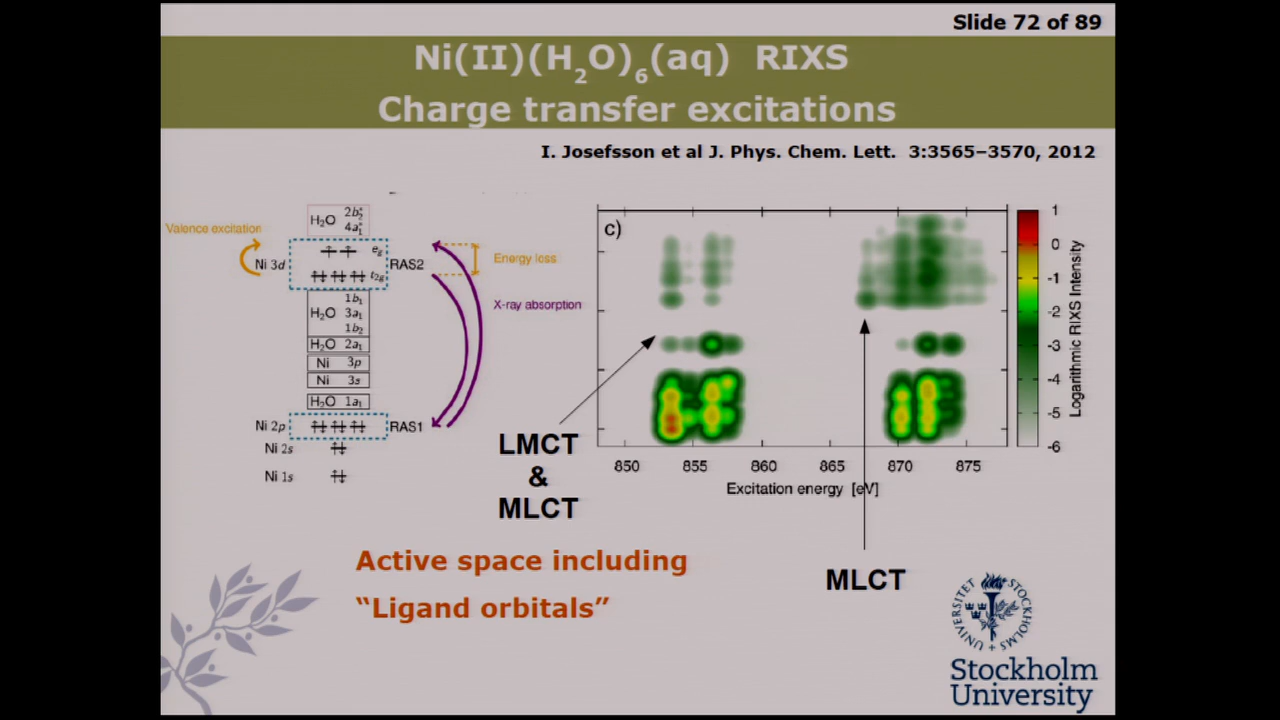 Slide 72 of 89
Ni(II)(H2O)6(aq) RIXS
Charge transfer excitations
I. Josefsson et al J. Phys. Chem. Lett. 3:3565–3570, 2012
Valence excitation
H2O 2b2* 4a1*
Ni 3d eg t2g RAS2
H2O 1b1 3a1 1b2
H2O 2a1
Ni 3p
Ni 3s
H2O 1a1
Ni 2p RAS1
Ni 2s
Ni 1s
Energy loss
X-ray absorption
c)
850 855 860 865 870 875
Excitation energy [eV]
1
0
-1
-2
-3
-4
-5
-6
Logarithmic RIXS Intensity
LMCT
&
MLCT
MLCT
Active space including
“Ligand orbitals”
STOCKHOLMS UNIVERSITET
Stockholm
University